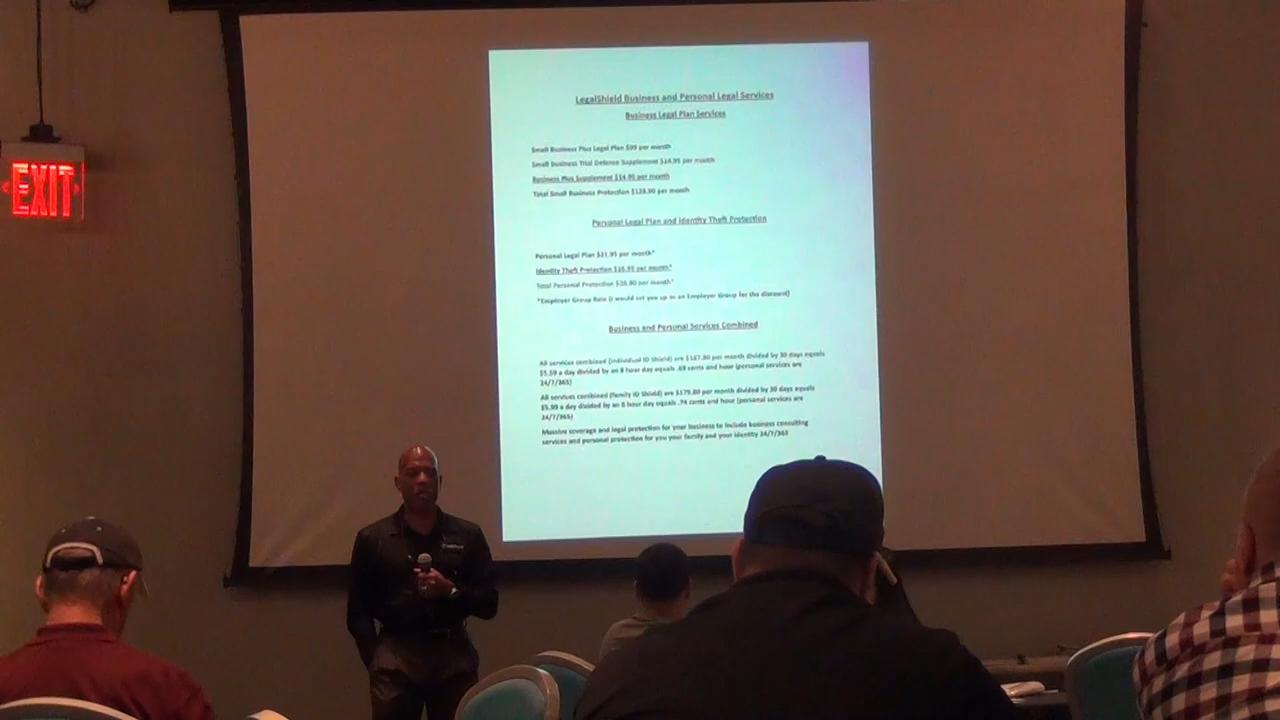 EXIT
LegalShield Business and Personal Legal Services
Business Legal Plan Services
Small Business Plus Legal Plan $99 per month
Small Business Trial Defense Supplement $14.95 per month
Business Plus Supplement $14.95 per month
Total Small Business Protection $128.90 per month
Personal Legal Plan and Identity Theft Protection
Personal Legal Plan $21.95 per month*
Identity Theft Protection $16.95 per month*
Total Personal Protection $38.90 per month*
*Employer Group Rate (I would set you up as an Employer Group for the discount)
Business and Personal Services Combined
All services combined (individual ID Shield) are $167.80 per month divided by 30 days equals
$5.59 a day divided by an 8 hour day equals .69 cents and hour (personal services are
24/7/365)
All services combined (family ID Shield) are $179.80 per month divided by 30 days equals
$5.99 a day divided by an 8 hour day equals .74 cents and hour (personal services are
24/7/365)
Massive coverage and legal protection for your business to include business consulting
services and personal protection for you your family and your identity 24/7/365